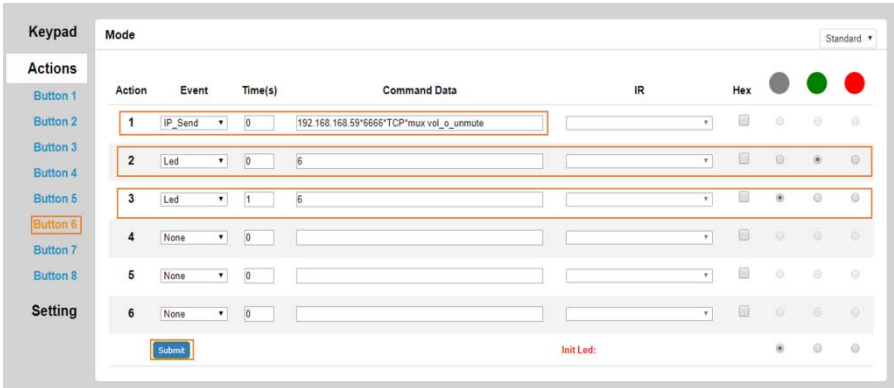 Keypad
Actions
Button 1
Button 2
Button 3
Button 4
Button 5
Button 6
Button 7
Button 8
Setting
Mode Standard
Action Event Time(s) Command Data IR Hex
1 IP_Send 0 192.168.168.59*6666*TCP*mux vol_o_unmute
2 Led 0 6
3 Led 1 6
4 None 0
5 None 0
6 None 0
Submit Init Led: